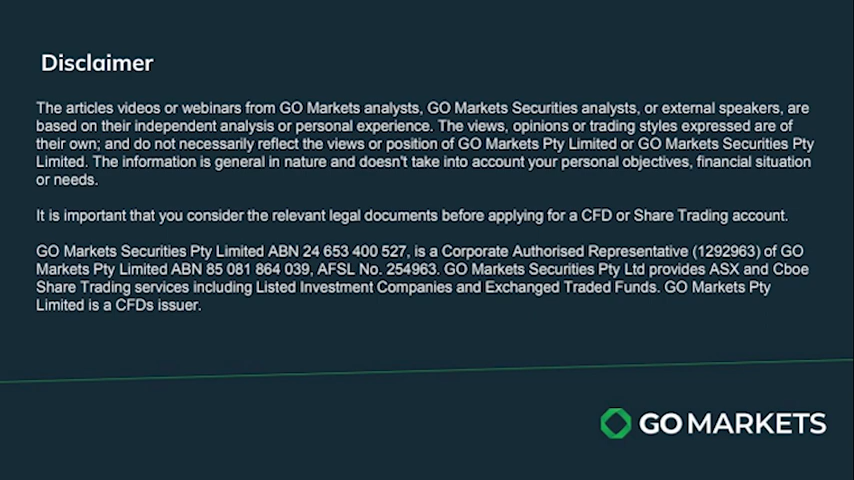 Disclaimer
The articles videos or webinars from GO Markets analysts, GO Markets Securities analysts, or external speakers, are
based on their independent analysis or personal experience. The views, opinions or trading styles expressed are of
their own; and do not necessarily reflect the views or position of GO Markets Pty Limited or GO Markets Securities Pty
Limited. The information is general in nature and doesn't take into account your personal objectives, financial situation
or needs.
It is important that you consider the relevant legal documents before applying for a CFD or Share Trading account.
GO Markets Securities Pty Limited ABN 24 653 400 527, is a Corporate Authorised Representative (1292963) of GO
Markets Pty Limited ABN 85 081 864 039, AFSL No. 254963. GO Markets Securities Pty Ltd provides ASX and Cboe
Share Trading services including Listed Investment Companies and Exchanged Traded Funds. GO Markets Pty
Limited is a CFDs issuer.
GO MARKETS